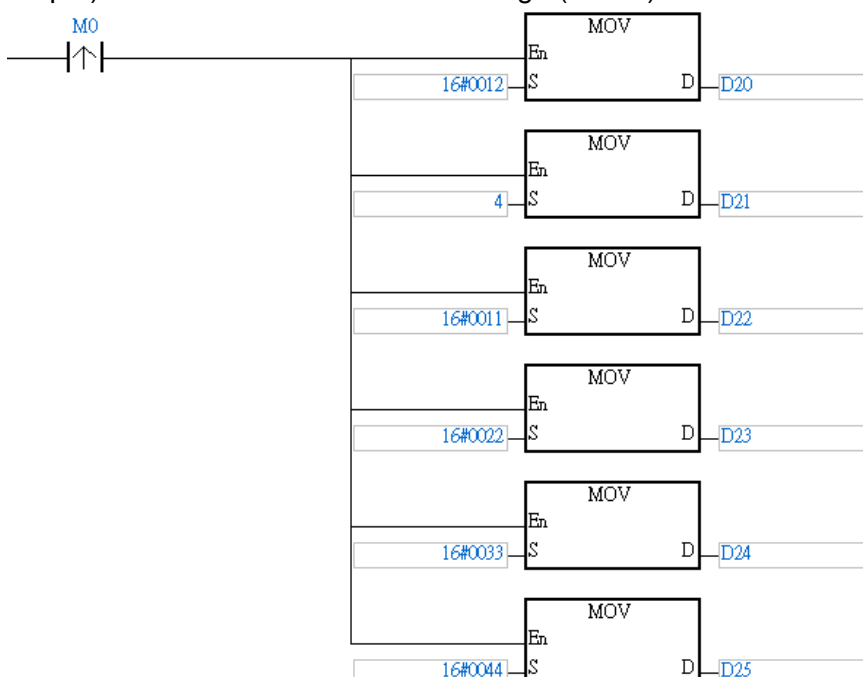 M0
MOV
En
16#0012 S D D20
MOV
En
4 S D D21
MOV
En
16#0011 S D D22
MOV
En
16#0022 S D D23
MOV
En
16#0033 S D D24
MOV
En
16#0044 S D D25